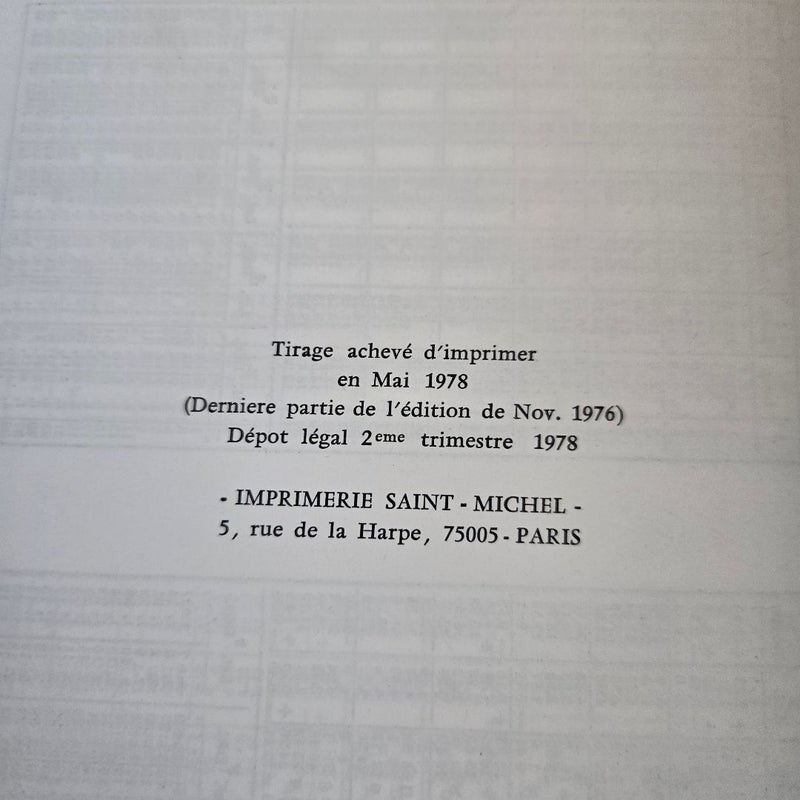 Tirage achevé d'imprimer
en Mai 1978
(Derniere partie de l'édition de Nov. 1976)
Dépot légal 2eme trimestre 1978
- IMPRIMERIE SAINT - MICHEL -
5, rue de la Harpe, 75005 - PARIS